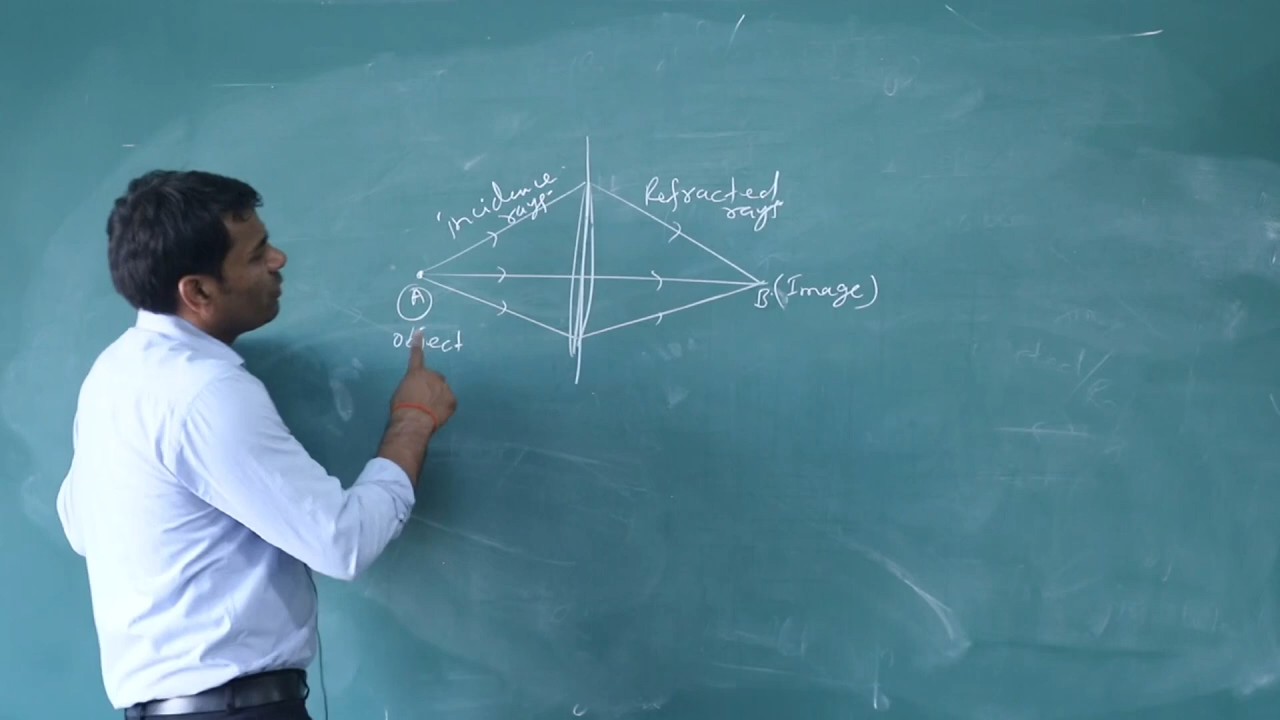 incidence
rays
Refracted
rays
A
Object
B (Image)